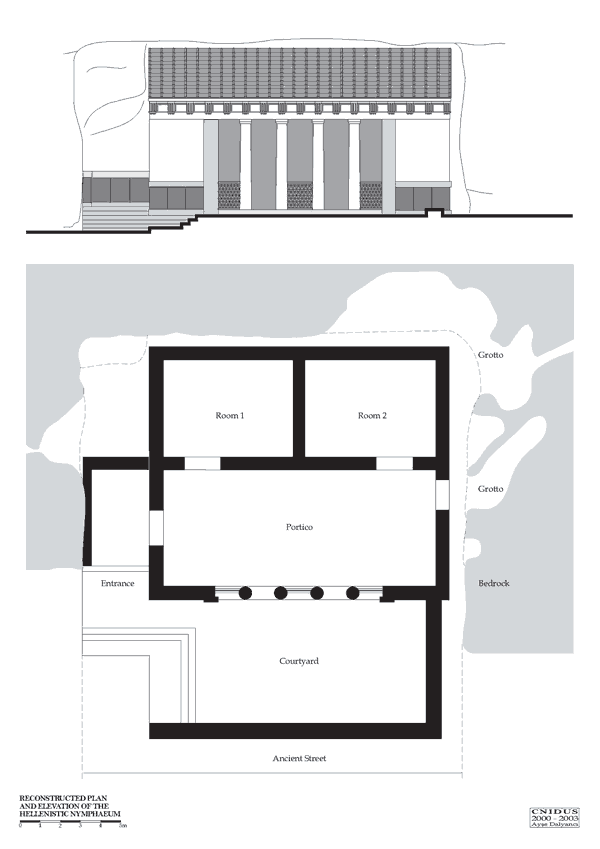 Grotto
Room 1
Room 2
Grotto
Portico
Entrance
Bedrock
Courtyard
Ancient Street
RECONSTRUCTED PLAN
AND ELEVATION OF THE
HELLENISTIC NYMPHAEUM
0 1 2 3 4 5m
CNIDUS
2000 - 2003
Ayşe Dalyancı